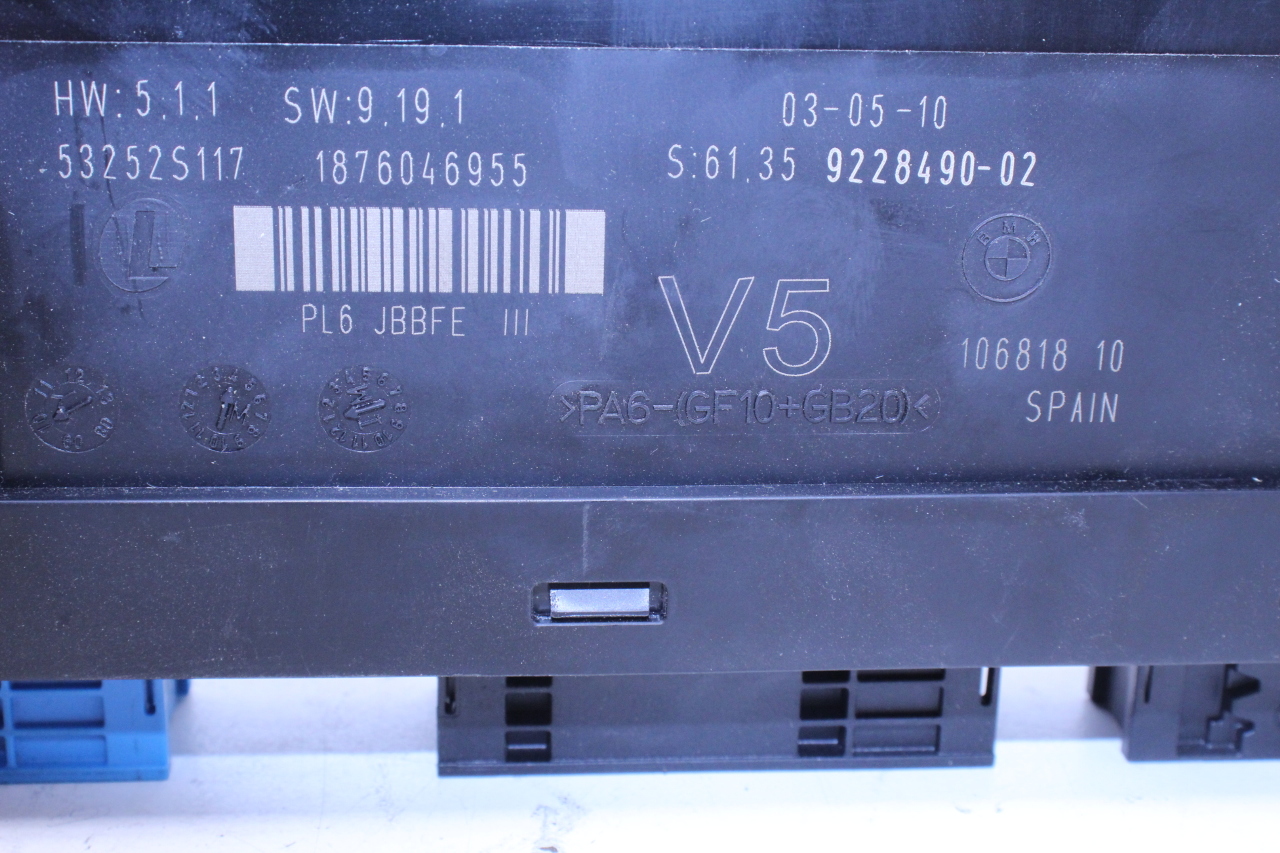 HW: 5.1.1 SW:9.19.1 03-05-10
53252S117 1876046955 S:61.35 9228490-02
BMW
V5
PL6 JBBFE III
106818 10
>PA6-(GF10+GB20)<
SPAIN